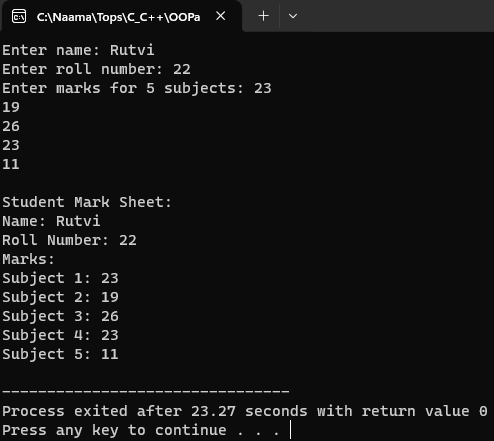 C:\Naama\Tops\C_C++\OOPa
Enter name: Rutvi
Enter roll number: 22
Enter marks for 5 subjects: 23
19
26
23
11
Student Mark Sheet:
Name: Rutvi
Roll Number: 22
Marks:
Subject 1: 23
Subject 2: 19
Subject 3: 26
Subject 4: 23
Subject 5: 11
--------------------------------
Process exited after 23.27 seconds with return value 0
Press any key to continue . . .